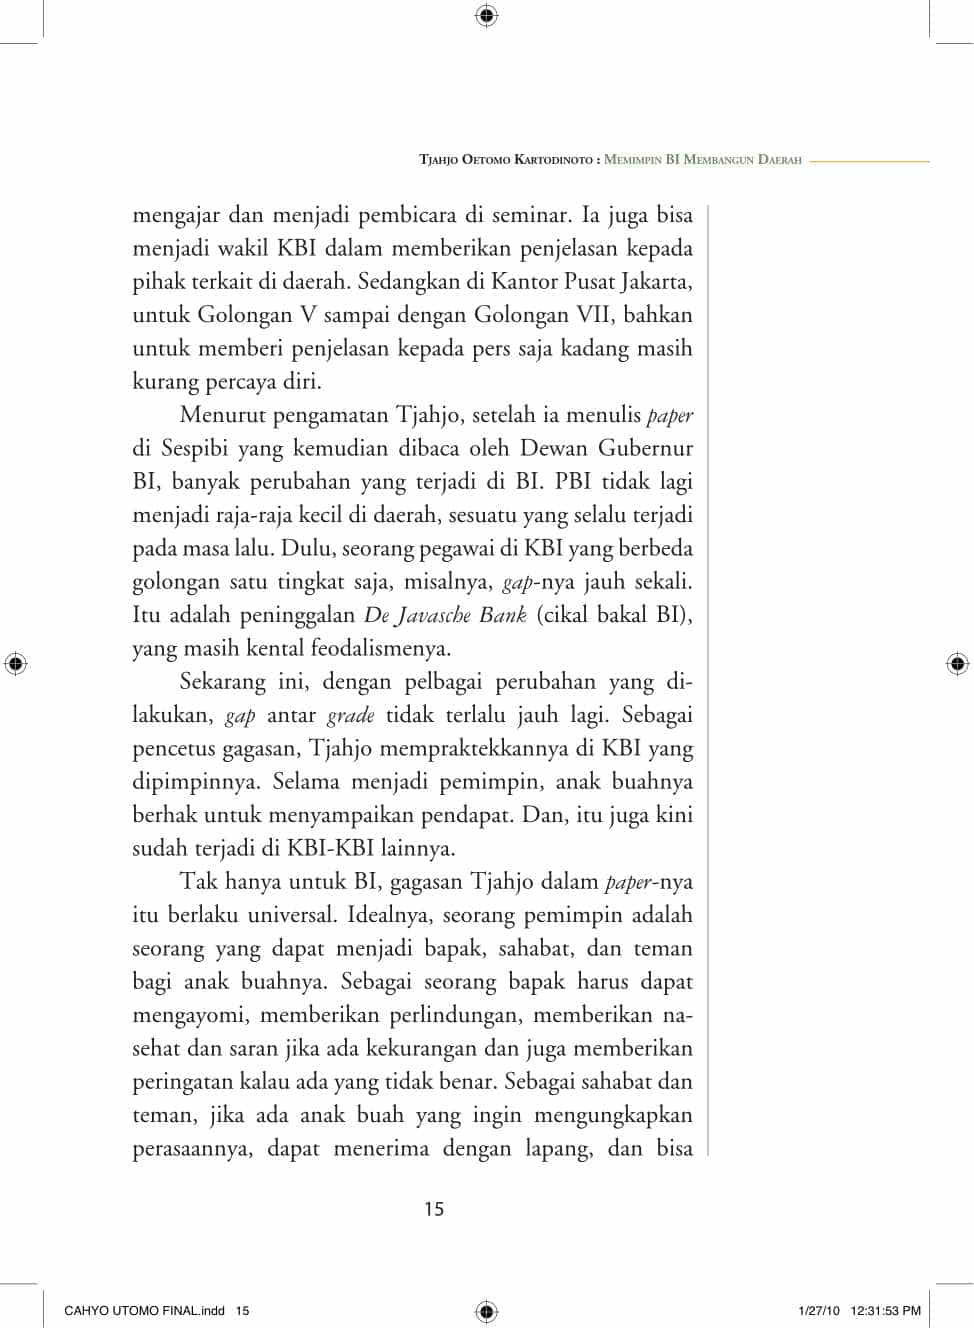 Tjahjo Oetomo Kartodinoto : Memimpin BI Membangun Daerah
mengajar dan menjadi pembicara di seminar. Ia juga bisa
menjadi wakil KBI dalam memberikan penjelasan kepada
pihak terkait di daerah. Sedangkan di Kantor Pusat Jakarta,
untuk Golongan V sampai dengan Golongan VII, bahkan
untuk memberi penjelasan kepada pers saja kadang masih
kurang percaya diri.
Menurut pengamatan Tjahjo, setelah ia menulis paper
di Sespibi yang kemudian dibaca oleh Dewan Gubernur
BI, banyak perubahan yang terjadi di BI. PBI tidak lagi
menjadi raja-raja kecil di daerah, sesuatu yang selalu terjadi
pada masa lalu. Dulu, seorang pegawai di KBI yang berbeda
golongan satu tingkat saja, misalnya, gap-nya jauh sekali.
Itu adalah peninggalan De Javasche Bank (cikal bakal BI),
yang masih kental feodalismenya.
Sekarang ini, dengan pelbagai perubahan yang di-
lakukan, gap antar grade tidak terlalu jauh lagi. Sebagai
pencetus gagasan, Tjahjo mempraktekkannya di KBI yang
dipimpinnya. Selama menjadi pemimpin, anak buahnya
berhak untuk menyampaikan pendapat. Dan, itu juga kini
sudah terjadi di KBI-KBI lainnya.
Tak hanya untuk BI, gagasan Tjahjo dalam paper-nya
itu berlaku universal. Idealnya, seorang pemimpin adalah
seorang yang dapat menjadi bapak, sahabat, dan teman
bagi anak buahnya. Sebagai seorang bapak harus dapat
mengayomi, memberikan perlindungan, memberikan na-
sehat dan saran jika ada kekurangan dan juga memberikan
peringatan kalau ada yang tidak benar. Sebagai sahabat dan
teman, jika ada anak buah yang ingin mengungkapkan
perasaannya, dapat menerima dengan lapang, dan bisa
15
CAHYO UTOMO FINAL.indd 15 1/27/10 12:31:53 PM